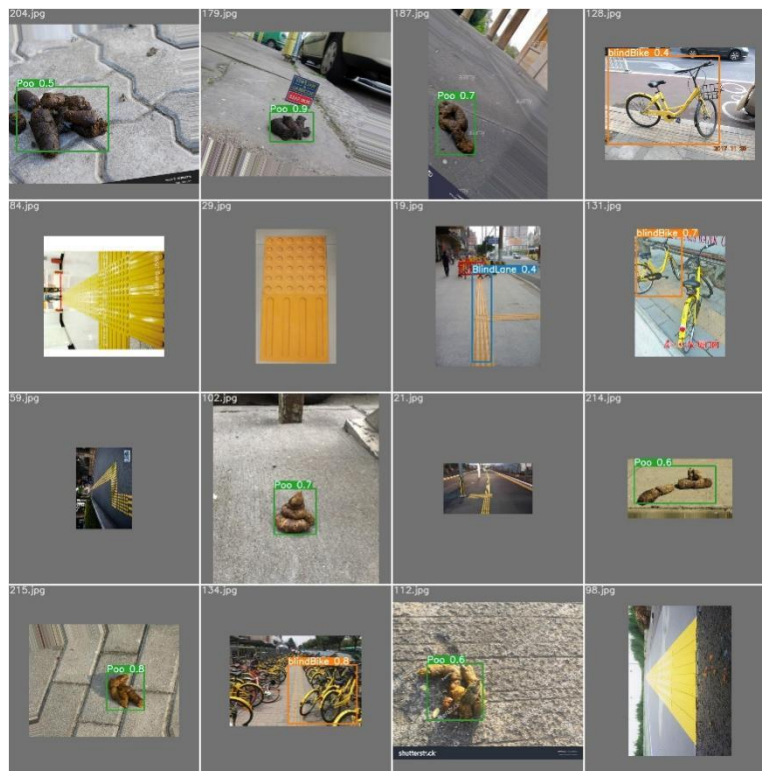 204.jpg
Poo 0.5
179.jpg
Poo 0.9
187.jpg
Poo 0.7
128.jpg
blindBike 0.4
84.jpg
29.jpg
19.jpg
BlindLane 0.4
131.jpg
blindBike 0.7
59.jpg
102.jpg
Poo 0.7
21.jpg
214.jpg
Poo 0.6
215.jpg
Poo 0.8
134.jpg
blindBike 0.8
112.jpg
Poo 0.6
shutterstock
98.jpg